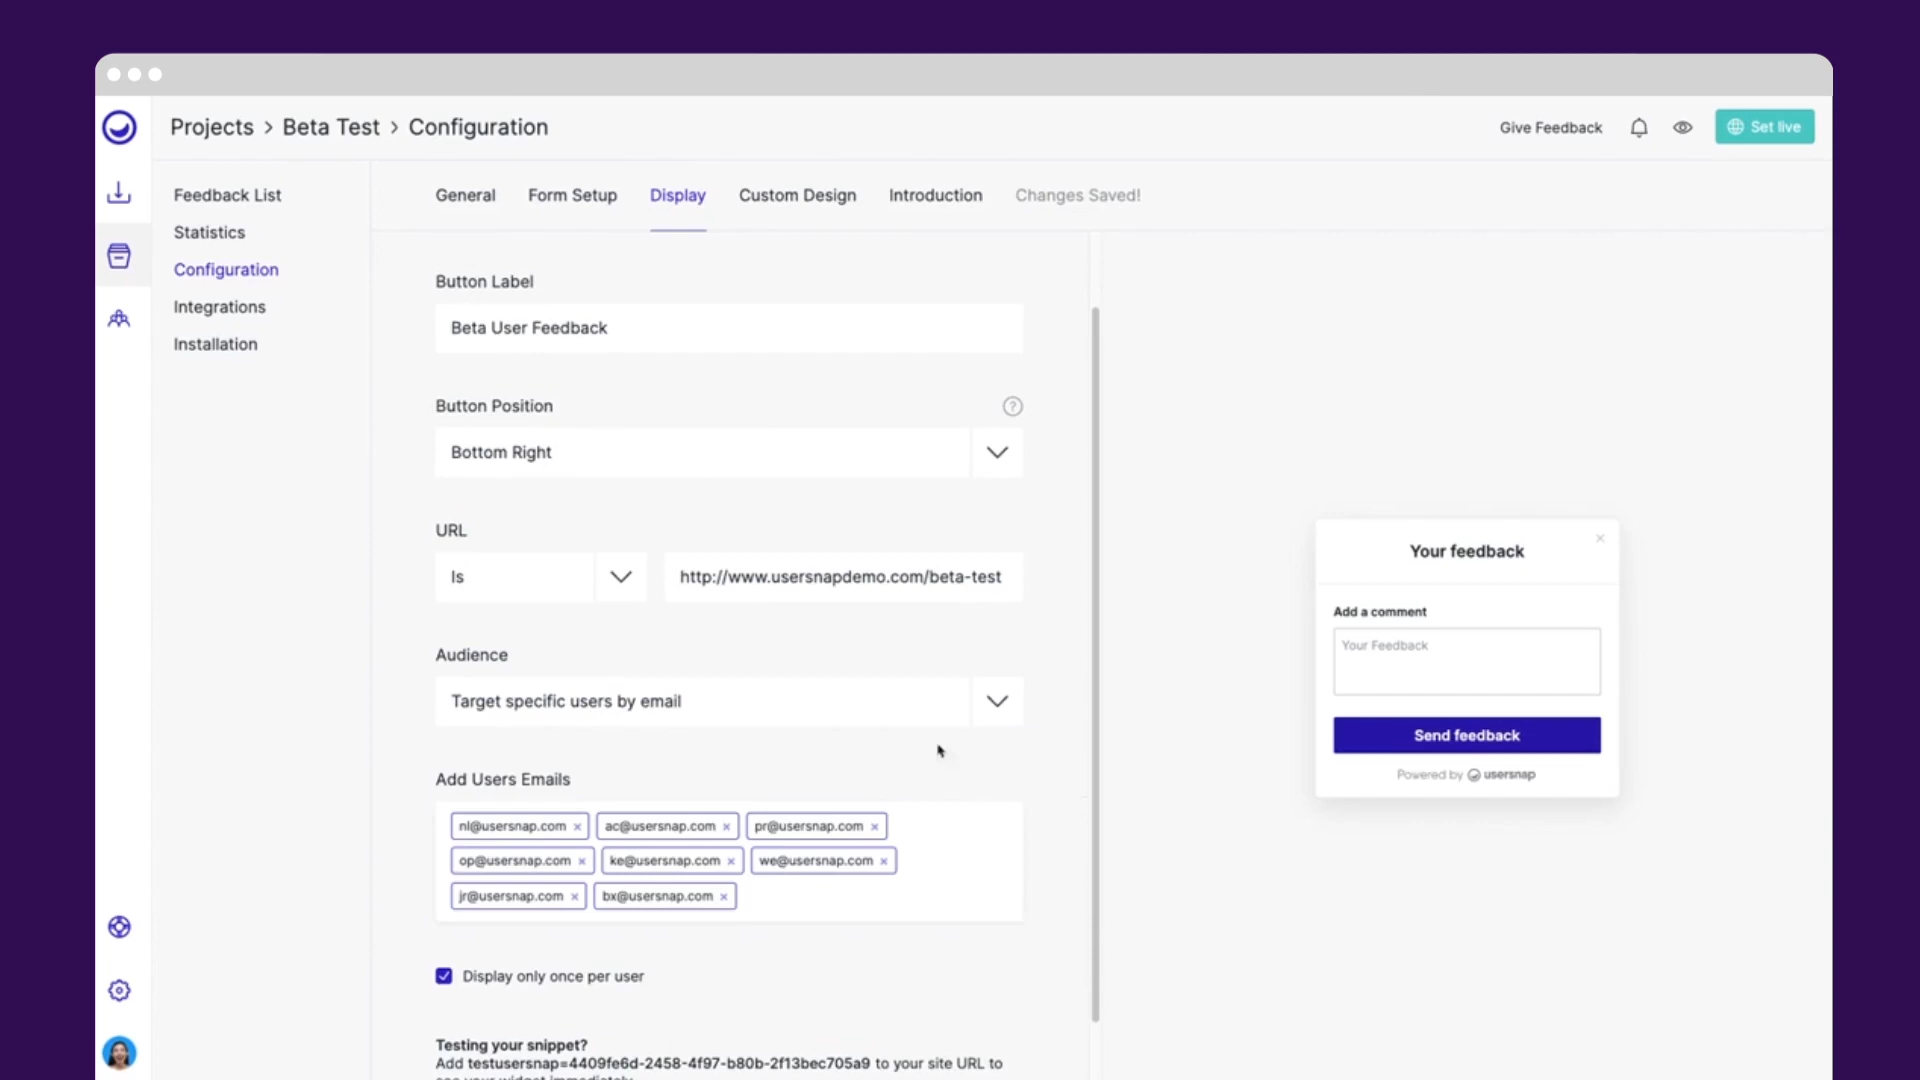 Projects > Beta Test > Configuration
Give Feedback
Set live
Feedback List
Statistics
Configuration
Integrations
Installation
General Form Setup Display Custom Design Introduction Changes Saved!
Button Label
Beta User Feedback
Button Position ?
Bottom Right
URL
Is http://www.usersnapdemo.com/beta-test
Audience
Target specific users by email
Add Users Emails
nl@usersnap.com × ac@usersnap.com × pr@usersnap.com ×
op@usersnap.com × ke@usersnap.com × we@usersnap.com ×
jr@usersnap.com × bx@usersnap.com ×
Display only once per user
Testing your snippet?
Add testusersnap=4409fe6d-2458-4f97-b80b-2f13bec705a9 to your site URL to
see your widget immediately
Your feedback ×
Add a comment
Your Feedback
Send feedback
Powered by usersnap